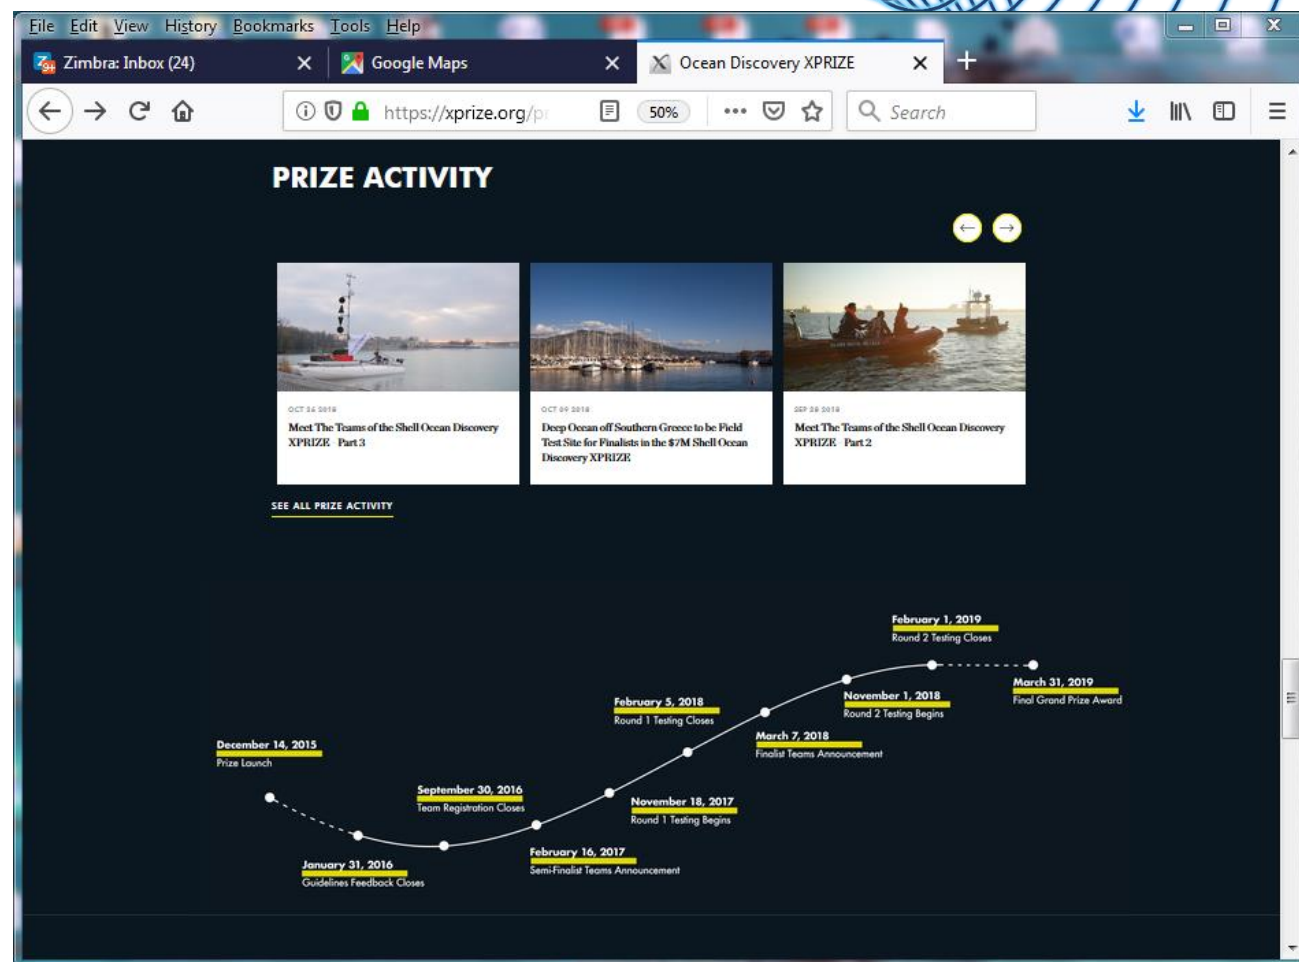 File Edit View History Bookmarks Tools Help
Zimbra: Inbox (24)
Google Maps
Ocean Discovery XPRIZE
https://xprize.org/pr
50%
Search
PRIZE ACTIVITY
OCT 26 2018
Meet The Teams of the Shell Ocean Discovery
XPRIZE Part 3
OCT 09 2018
Deep Ocean off Southern Greece to be Field
Test Site for Finalists in the $7M Shell Ocean
Discovery XPRIZE
SEP 28 2018
Meet The Teams of the Shell Ocean Discovery
XPRIZE Part 2
SEE ALL PRIZE ACTIVITY
December 14, 2015
Prize Launch
January 31, 2016
Guidelines Feedback Closes
September 30, 2016
Team Registration Closes
February 16, 2017
Semi-Finalist Teams Announcement
November 18, 2017
Round 1 Testing Begins
February 5, 2018
Round 1 Testing Closes
March 7, 2018
Finalist Teams Announcement
November 1, 2018
Round 2 Testing Begins
February 1, 2019
Round 2 Testing Closes
March 31, 2019
Final Grand Prize Award